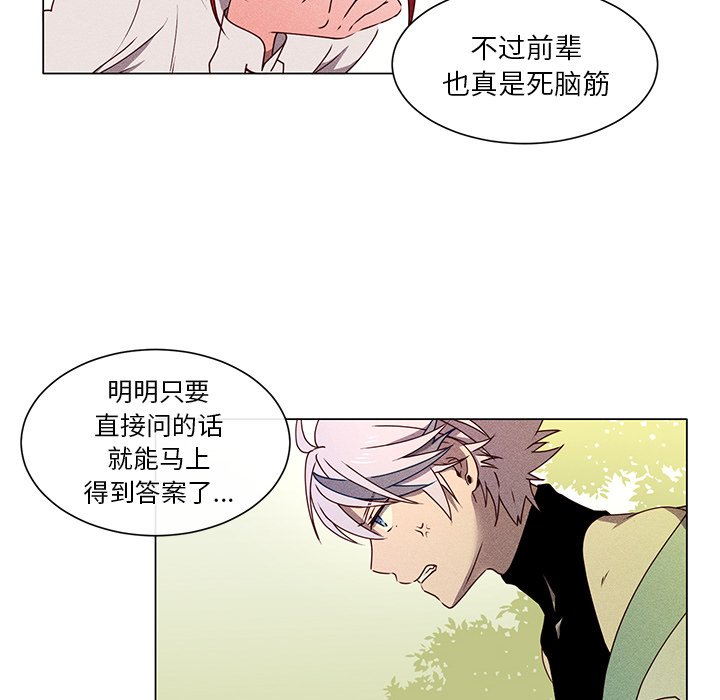 不过前辈
也真是死脑筋
明明只要
直接问的话
就能马上
得到答案了...